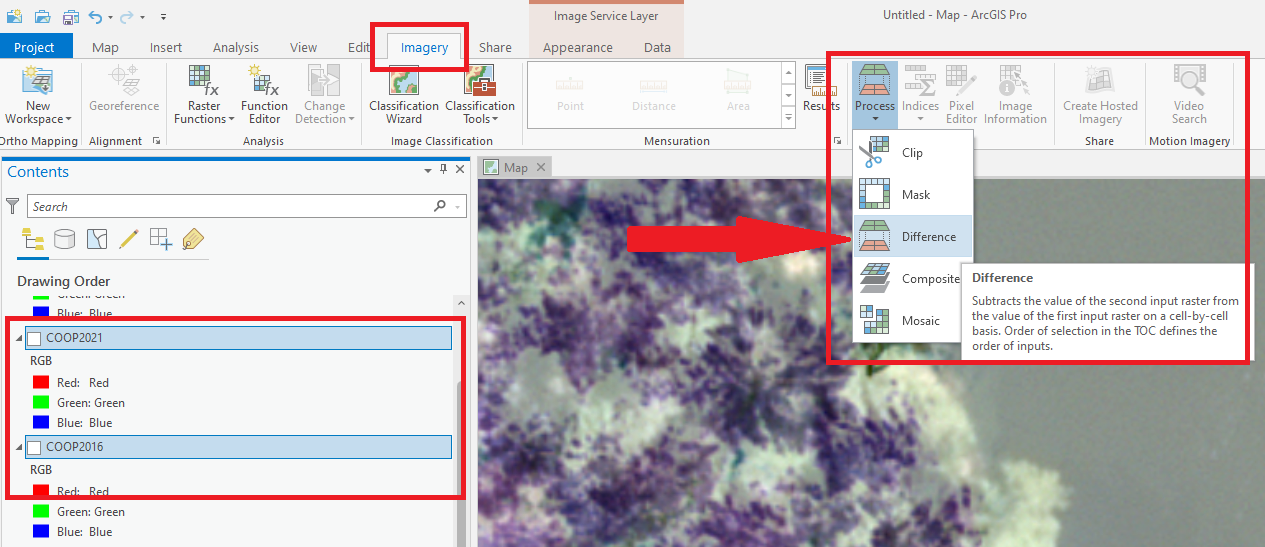 Image Service Layer
Untitled - Map - ArcGIS Pro
Project Map Insert Analysis View Edit Imagery Share Appearance Data
New
Workspace
Georeference
Raster
Functions
Function
Editor
Change
Detection
Classification
Wizard
Classification
Tools
Point
Distance
Area
Results
Process
Indices
Pixel
Editor
Image
Information
Create Hosted
Imagery
Video
Search
Ortho Mapping
Alignment
Analysis
Image Classification
Mensuration
Share
Motion Imagery
Contents
Search
Drawing Order
Green: Green
Blue: Blue
COOP2021
RGB
Red: Red
Green: Green
Blue: Blue
COOP2016
RGB
Red: Red
Green: Green
Blue: Blue
Map
Clip
Mask
Difference
Composite
Mosaic
Difference
Subtracts the value of the second input raster from
the value of the first input raster on a cell-by-cell
basis. Order of selection in the TOC defines the
order of inputs.